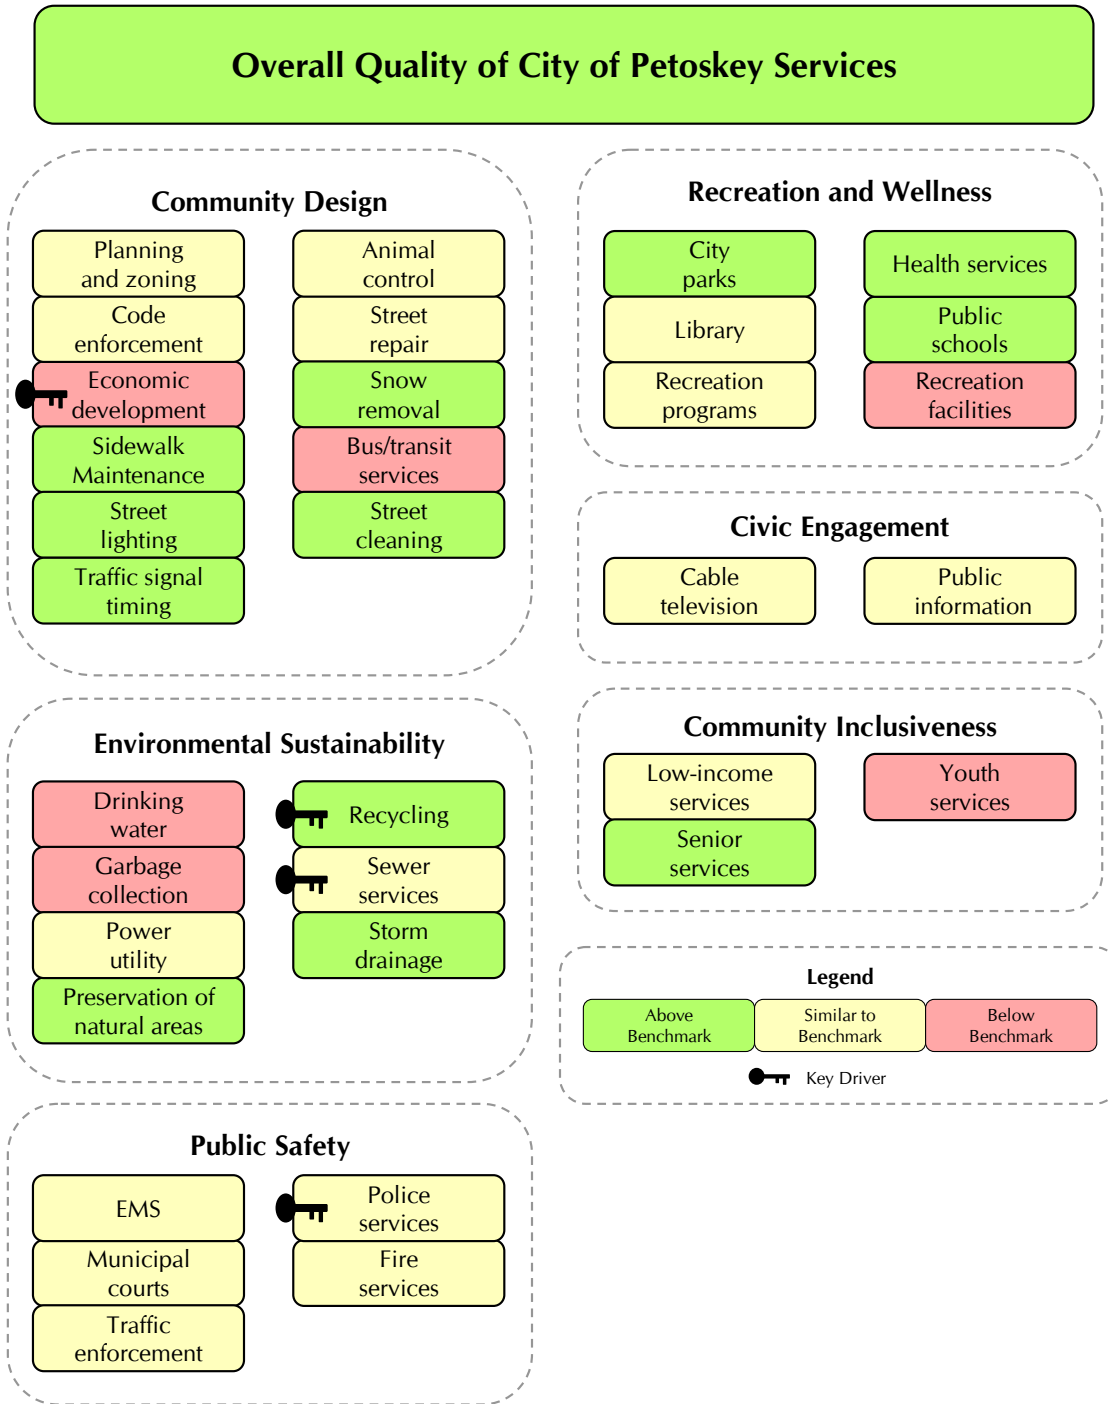 Overall Quality of City of Petoskey Services
Community Design
Planning
and zoning
Code
enforcement
Economic
development
Sidewalk
Maintenance
Street
lighting
Traffic signal
timing
Animal
control
Street
repair
Snow
removal
Bus/transit
services
Street
cleaning
Environmental Sustainability
Drinking
water
Garbage
collection
Power
utility
Preservation of
natural areas
Recycling
Sewer
services
Storm
drainage
Public Safety
EMS
Municipal
courts
Traffic
enforcement
Police
services
Fire
services
Recreation and Wellness
City
parks
Library
Recreation
programs
Health services
Public
schools
Recreation
facilities
Civic Engagement
Cable
television
Public
information
Community Inclusiveness
Low-income
services
Senior
services
Youth
services
Legend
Above
Benchmark
Similar to
Benchmark
Below
Benchmark
Key Driver